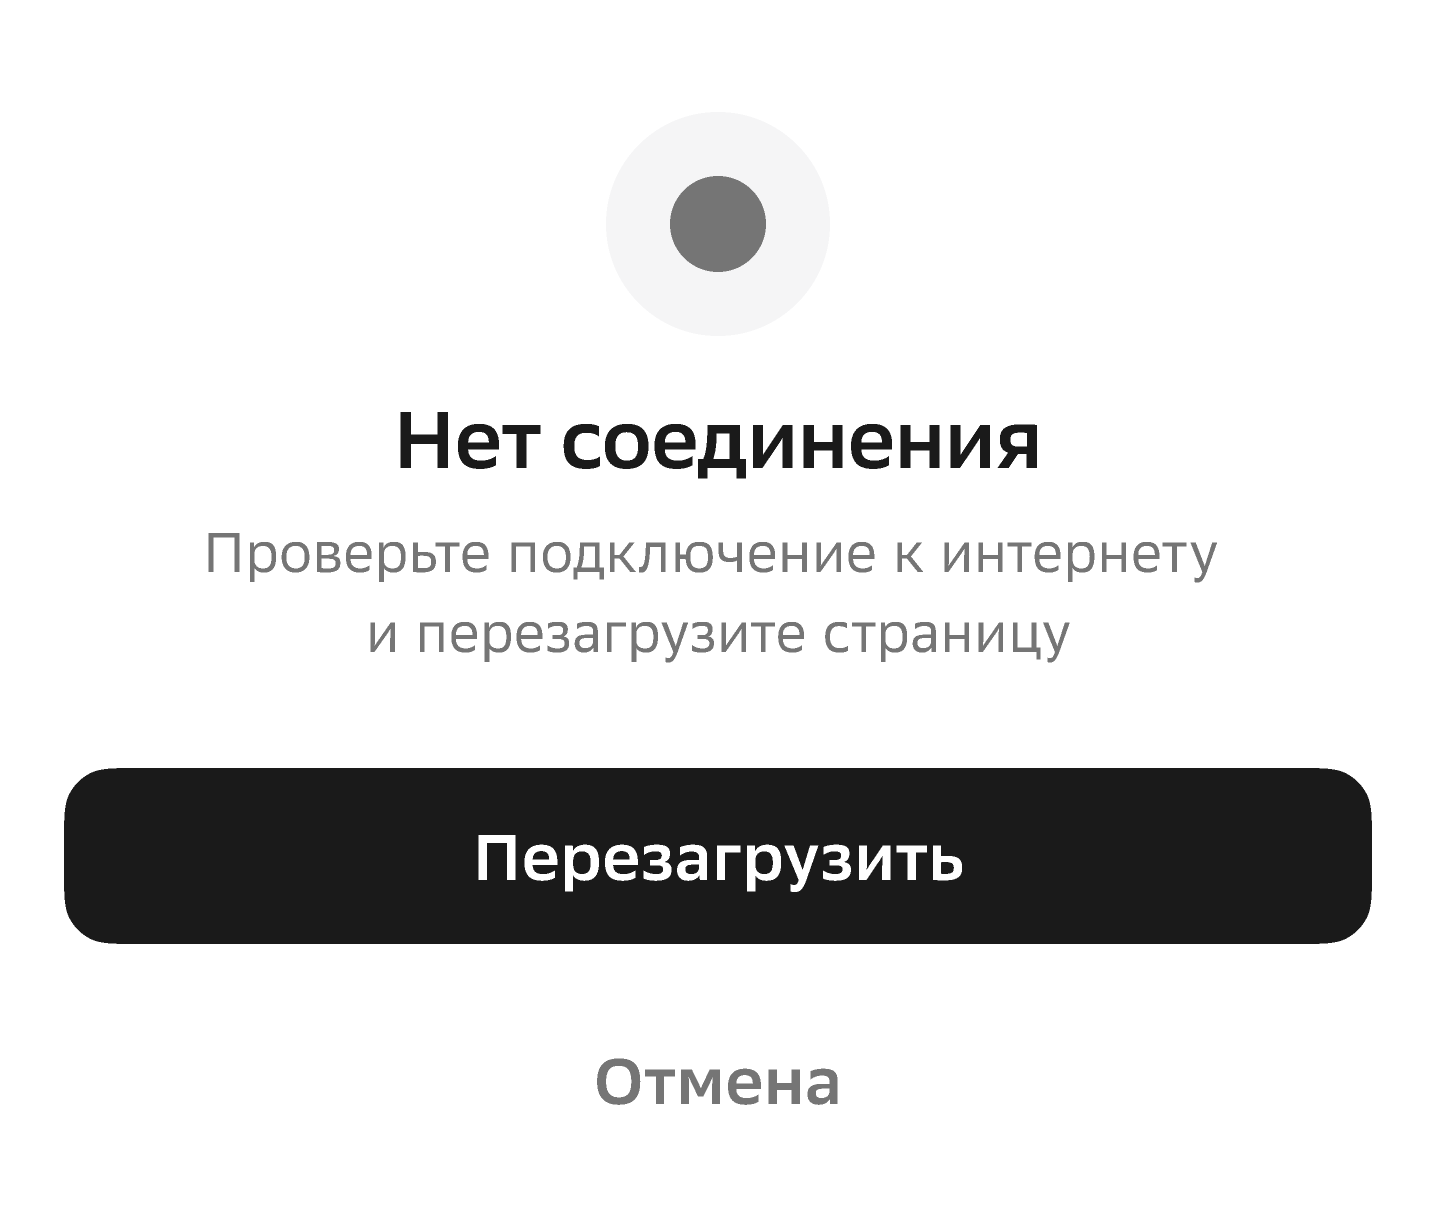 Нет соединения
Проверьте подключение к интернету
и перезагрузите страницу
Перезагрузить
Отмена